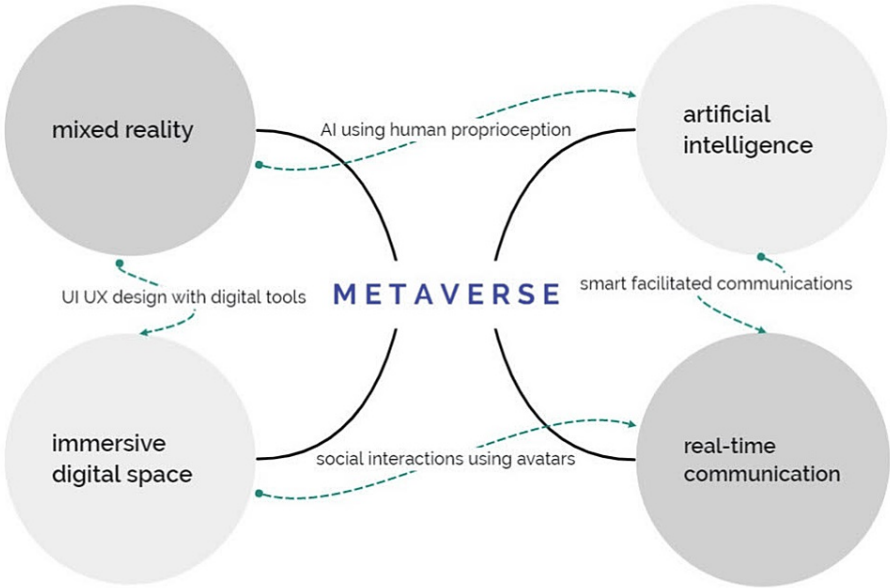 mixed reality
AI using human proprioception
artificial
intelligence
UI UX design with digital tools
METAVERSE
smart facilitated communications
immersive
digital space
social interactions using avatars
real-time
communication